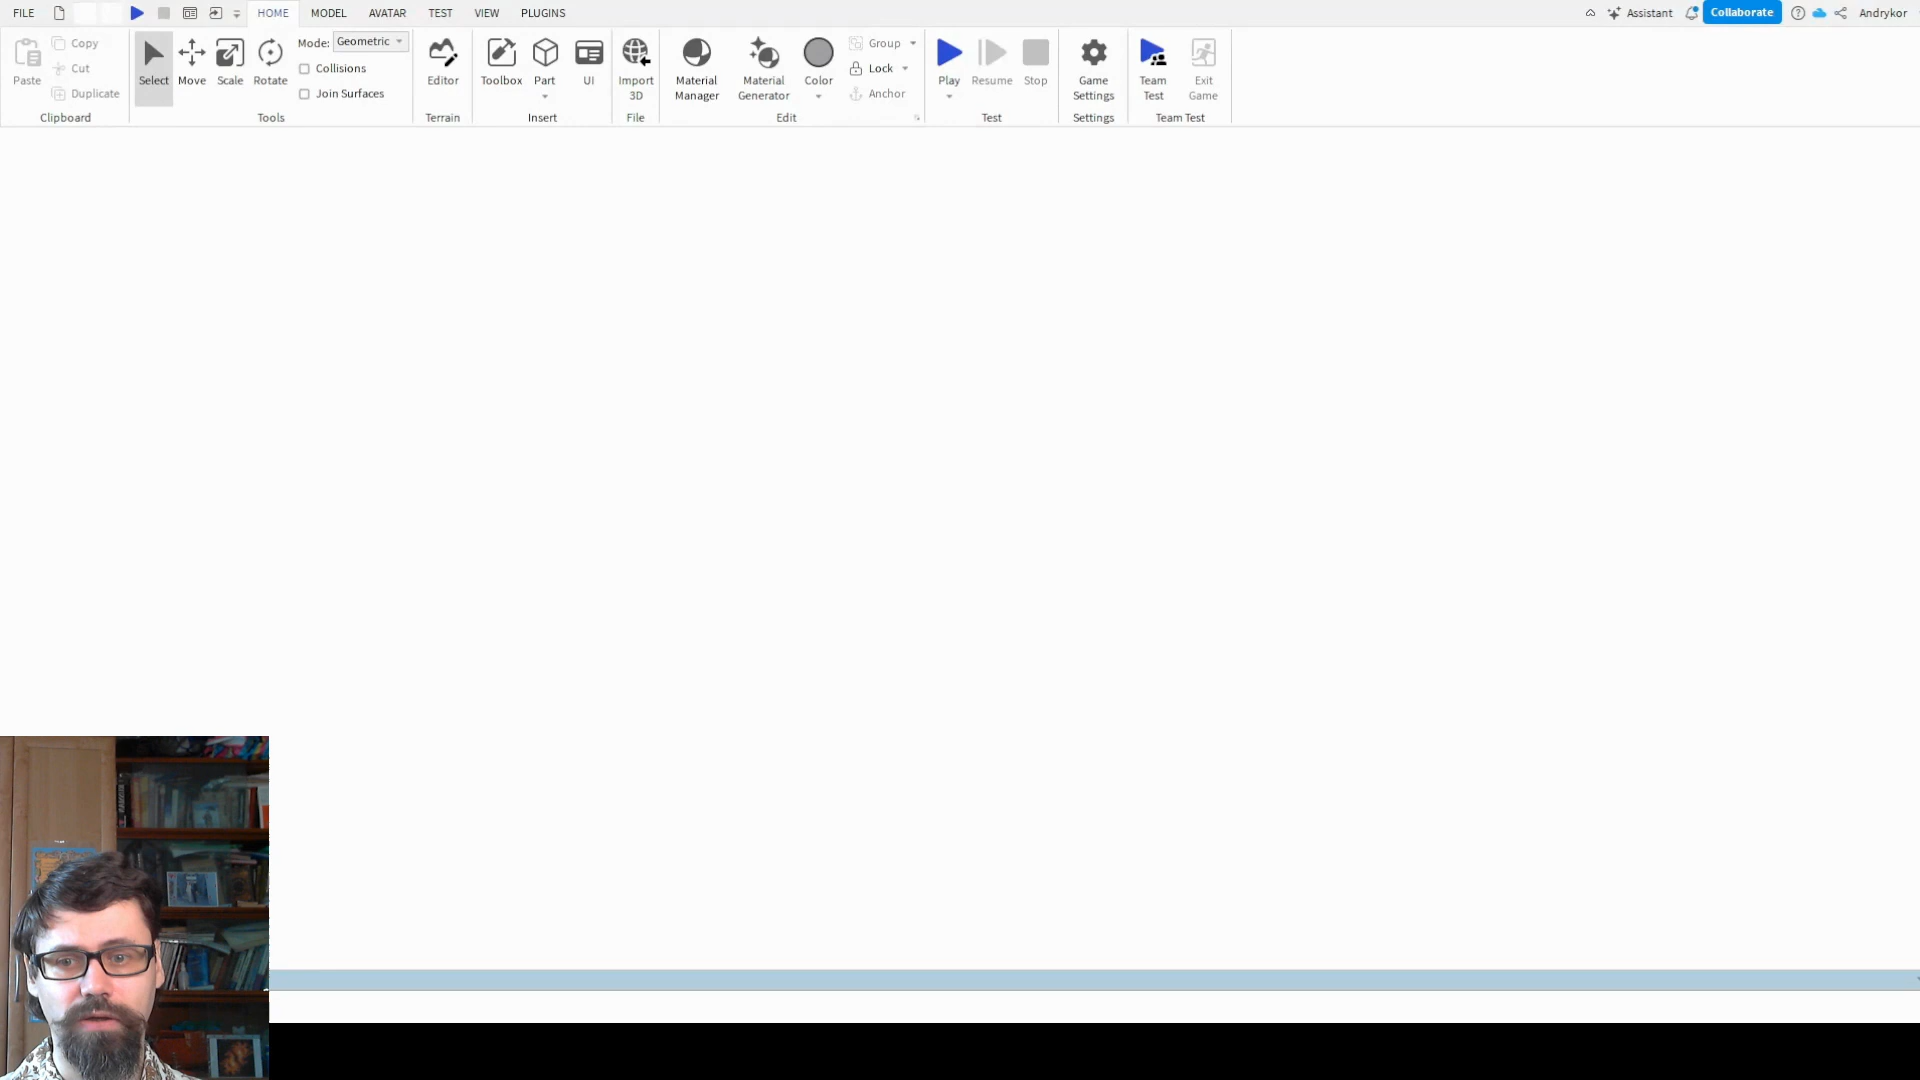 FILE HOME MODEL AVATAR TEST VIEW PLUGINS Assistant Collaborate Andrykor
Paste Copy Cut Duplicate
Clipboard
Select Move Scale Rotate
Mode: Geometric
Collisions
Join Surfaces
Tools
Editor
Terrain
Toolbox Part UI
Insert
Import 3D
File
Material Manager
Material Generator
Color
Group
Lock
Anchor
Edit
Play Resume Stop
Test
Game Settings
Settings
Team Test
Exit Game
Team Test